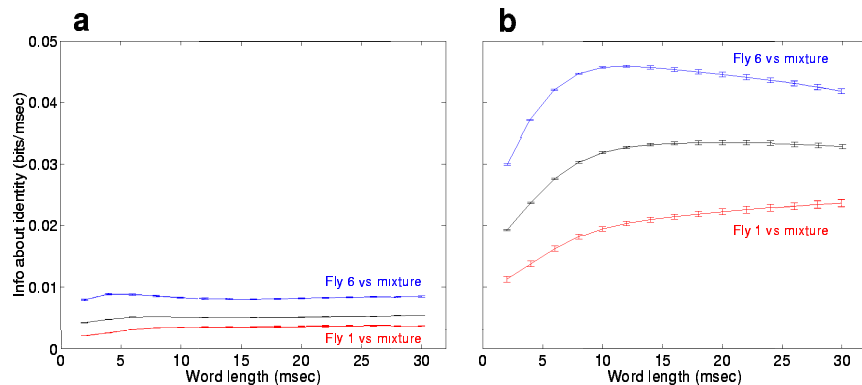 a
b
Info about identity (bits/msec)
0.05
0.04
0.03
0.02
0.01
0
Fly 6 vs mixture
Fly 1 vs mixture
0
5
10
15
20
25
30
Word length (msec)
Fly 6 vs mixture
Fly 1 vs mixture
0
5
10
15
20
25
30
Word length (msec)